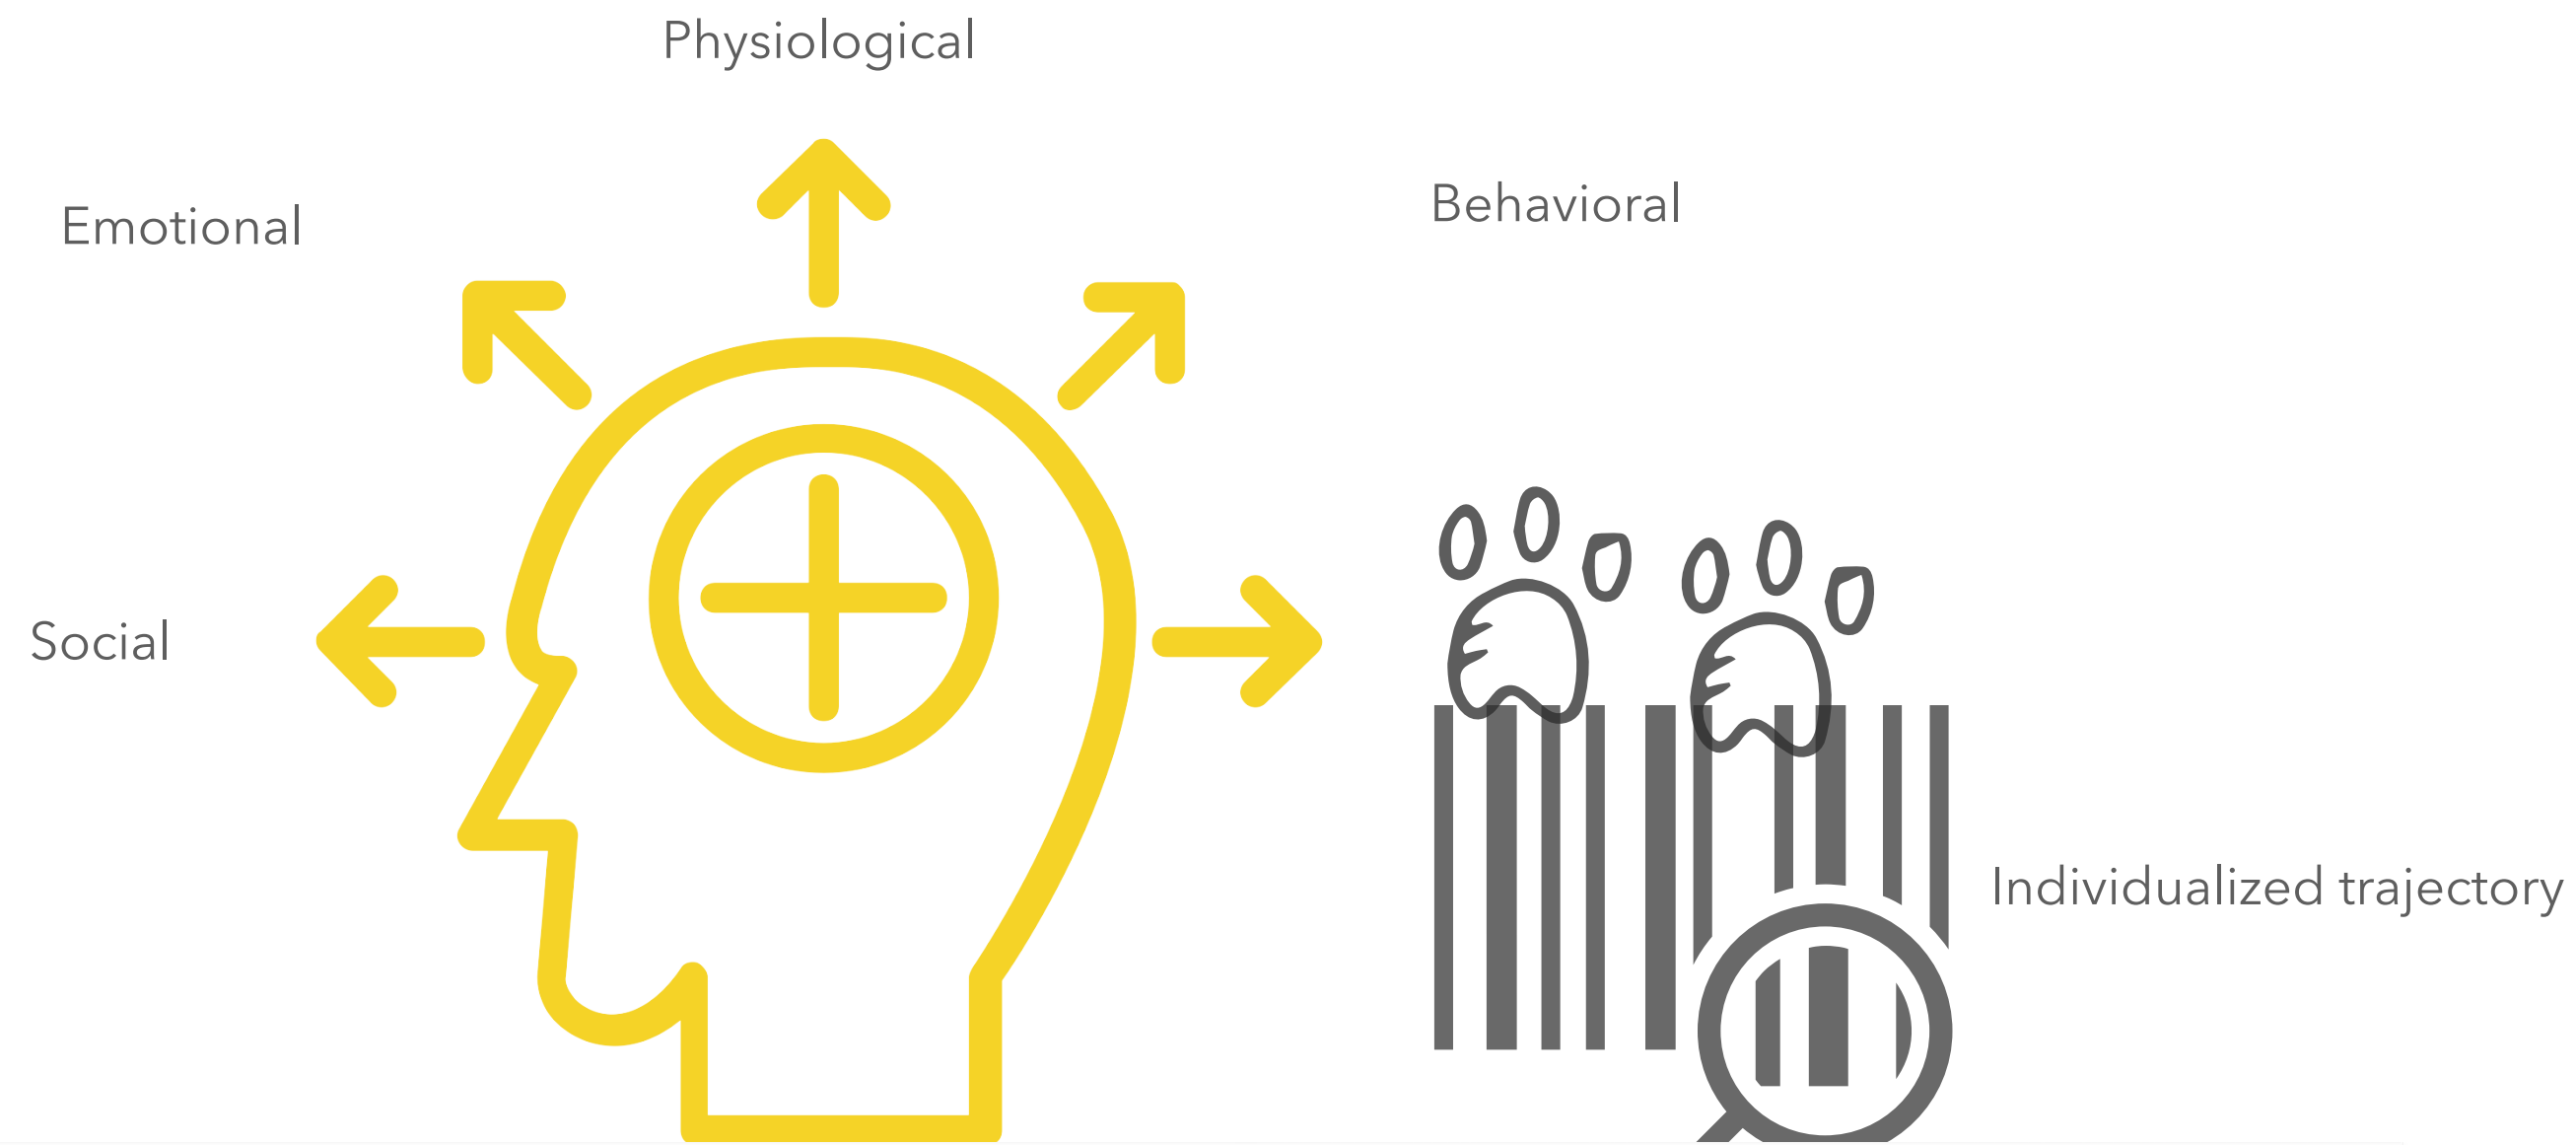 Physiological
Emotional
Behavioral
Social
Individualized trajectory